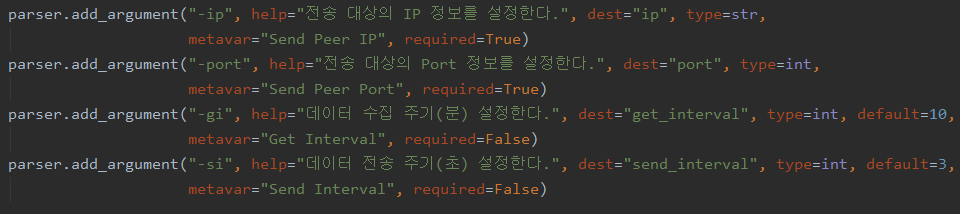 parser.add_argument("-ip", help="전송 대상의 IP 정보를 설정한다.", dest="ip", type=str,
metavar="Send Peer IP", required=True)
parser.add_argument("-port", help="전송 대상의 Port 정보를 설정한다.", dest="port", type=int,
metavar="Send Peer Port", required=True)
parser.add_argument("-gi", help="데이터 수집 주기(분) 설정한다.", dest="get_interval", type=int, default=10,
metavar="Get Interval", required=False)
parser.add_argument("-si", help="데이터 전송 주기(초) 설정한다.", dest="send_interval", type=int, default=3,
metavar="Send Interval", required=False)